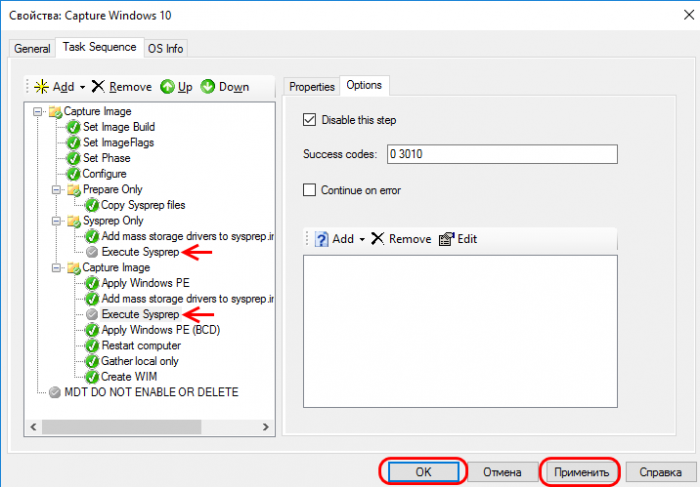 Свойства: Capture Windows 10
General Task Sequence OS Info
Add Remove Up Down
Capture Image
Set Image Build
Set ImageFlags
Set Phase
Configure
Prepare Only
Copy Sysprep files
Sysprep Only
Add mass storage drivers to sysprep.ir
Execute Sysprep
Capture Image
Apply Windows PE
Add mass storage drivers to sysprep.ir
Execute Sysprep
Apply Windows PE (BCD)
Restart computer
Gather local only
Create WIM
MDT DO NOT ENABLE OR DELETE
Properties Options
Disable this step
Success codes: 0 3010
Continue on error
Add Remove Edit
OK Отмена Применить Справка